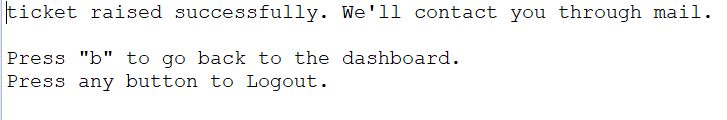 ticket raised successfully. We'll contact you through mail.
Press "b" to go back to the dashboard.
Press any button to Logout.